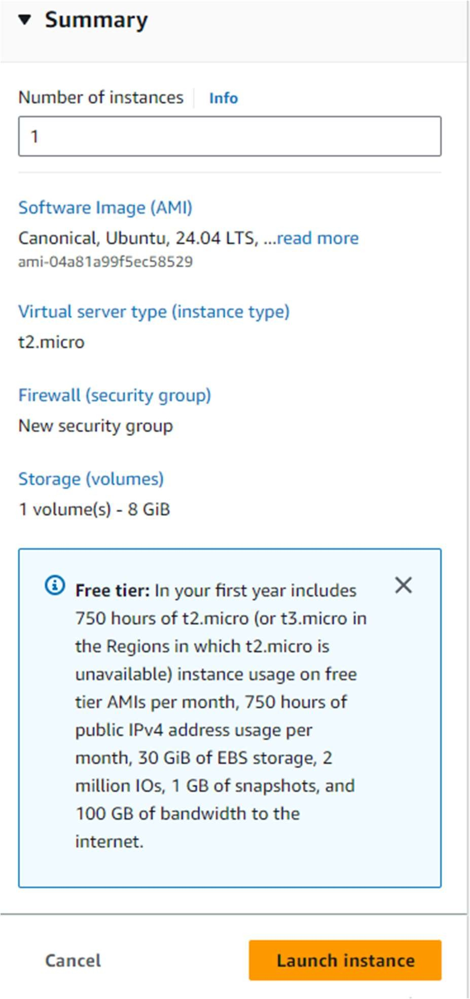 Summary
Number of instances Info
1
Software Image (AMI)
Canonical, Ubuntu, 24.04 LTS, ...read more
ami-04a81a99f5ec58529
Virtual server type (instance type)
t2.micro
Firewall (security group)
New security group
Storage (volumes)
1 volume(s) - 8 GiB
Free tier: In your first year includes
750 hours of t2.micro (or t3.micro in
the Regions in which t2.micro is
unavailable) instance usage on free
tier AMIs per month, 750 hours of
public IPv4 address usage per
month, 30 GiB of EBS storage, 2
million IOs, 1 GB of snapshots, and
100 GB of bandwidth to the
internet.
Cancel Launch instance